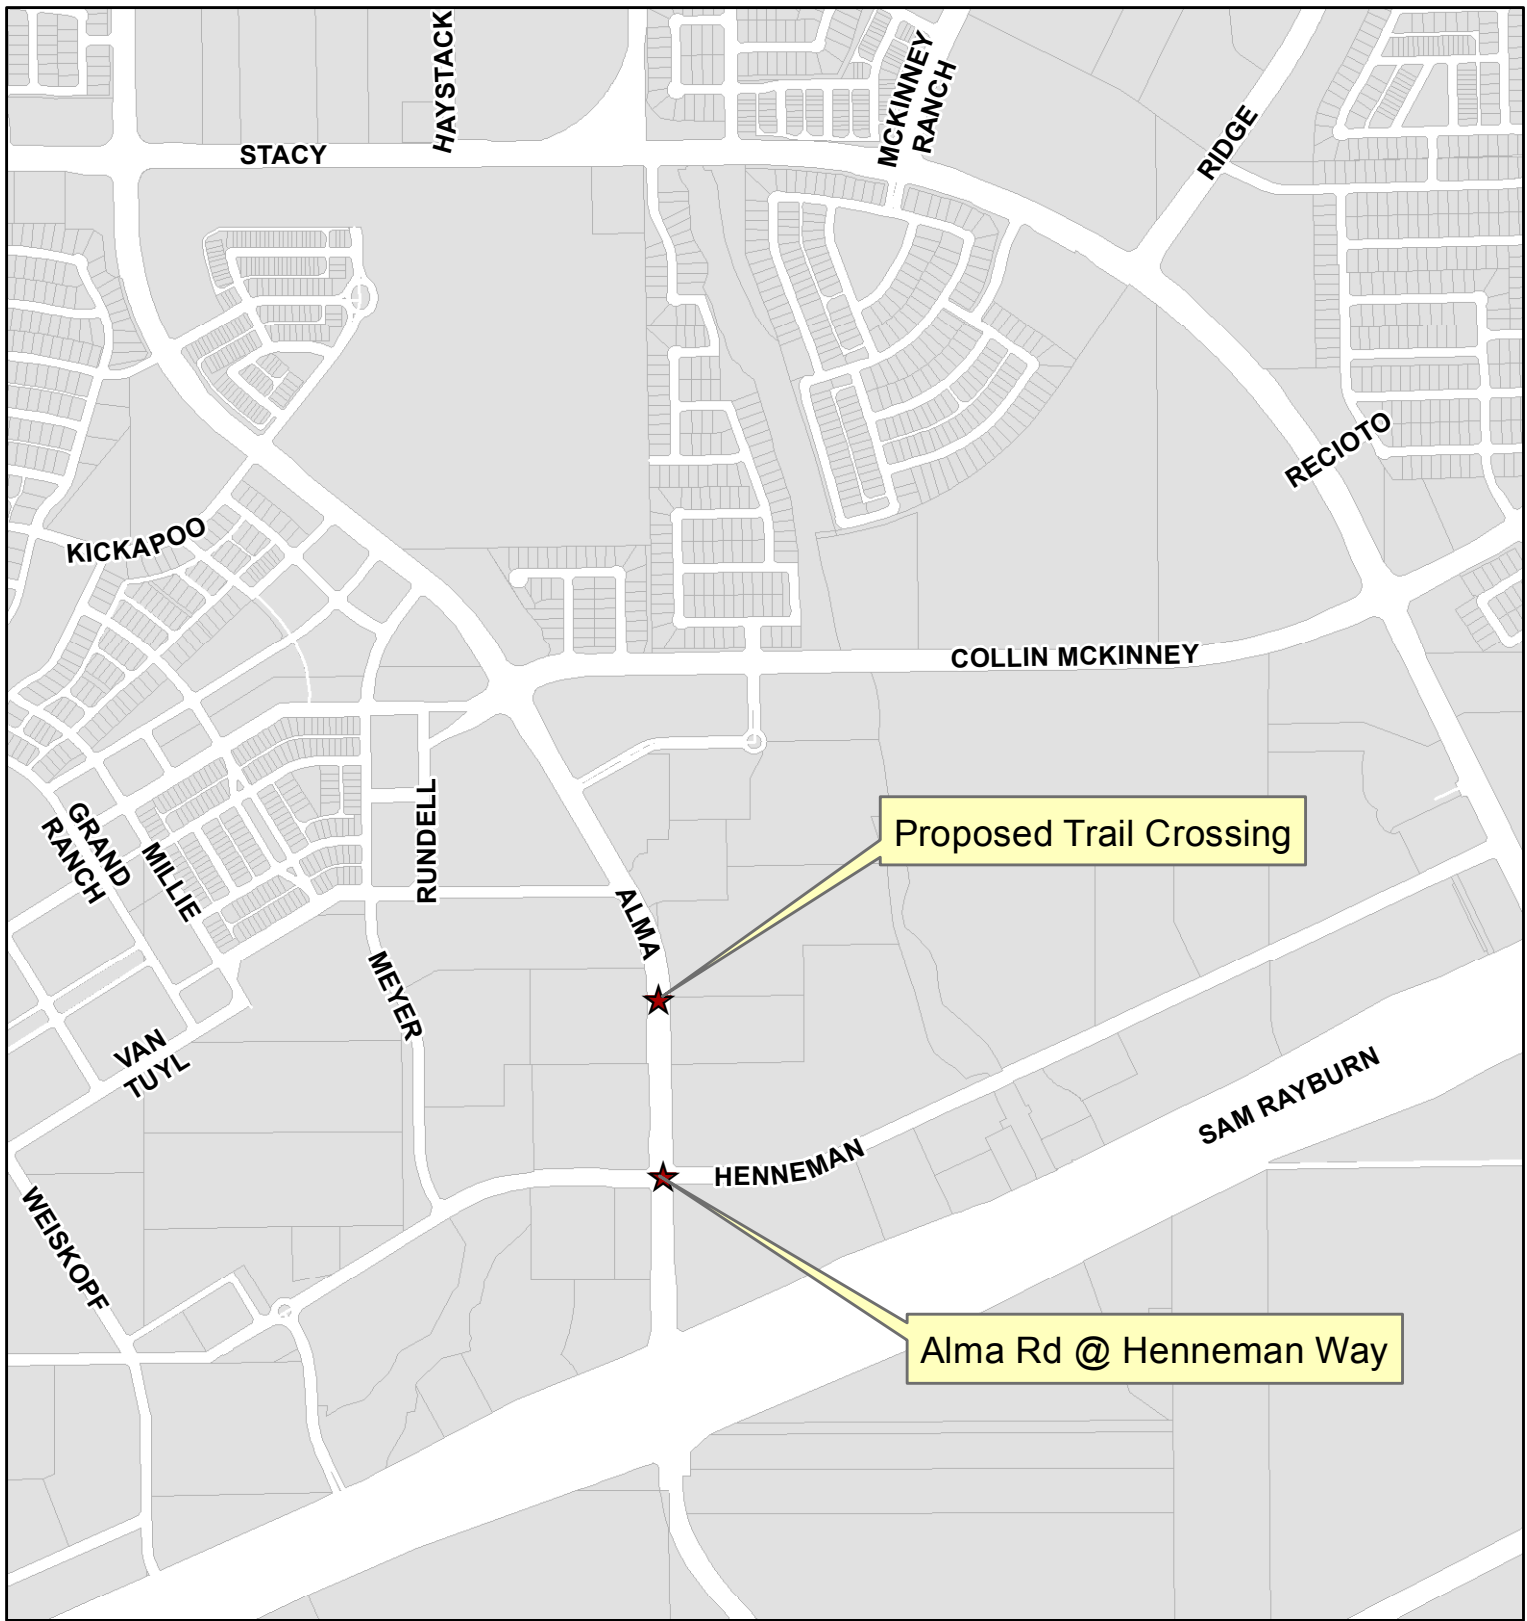 HAYSTACK
MCKINNEY
RANCH
STACY
RIDGE
RECIOTO
KICKAPOO
COLLIN MCKINNEY
RUNDELL
GRAND
RANCH
MILLIE
Proposed Trail Crossing
ALMA
MEYER
VAN
TUYL
SAM RAYBURN
HENNEMAN
WEISKOPF
Alma Rd @ Henneman Way